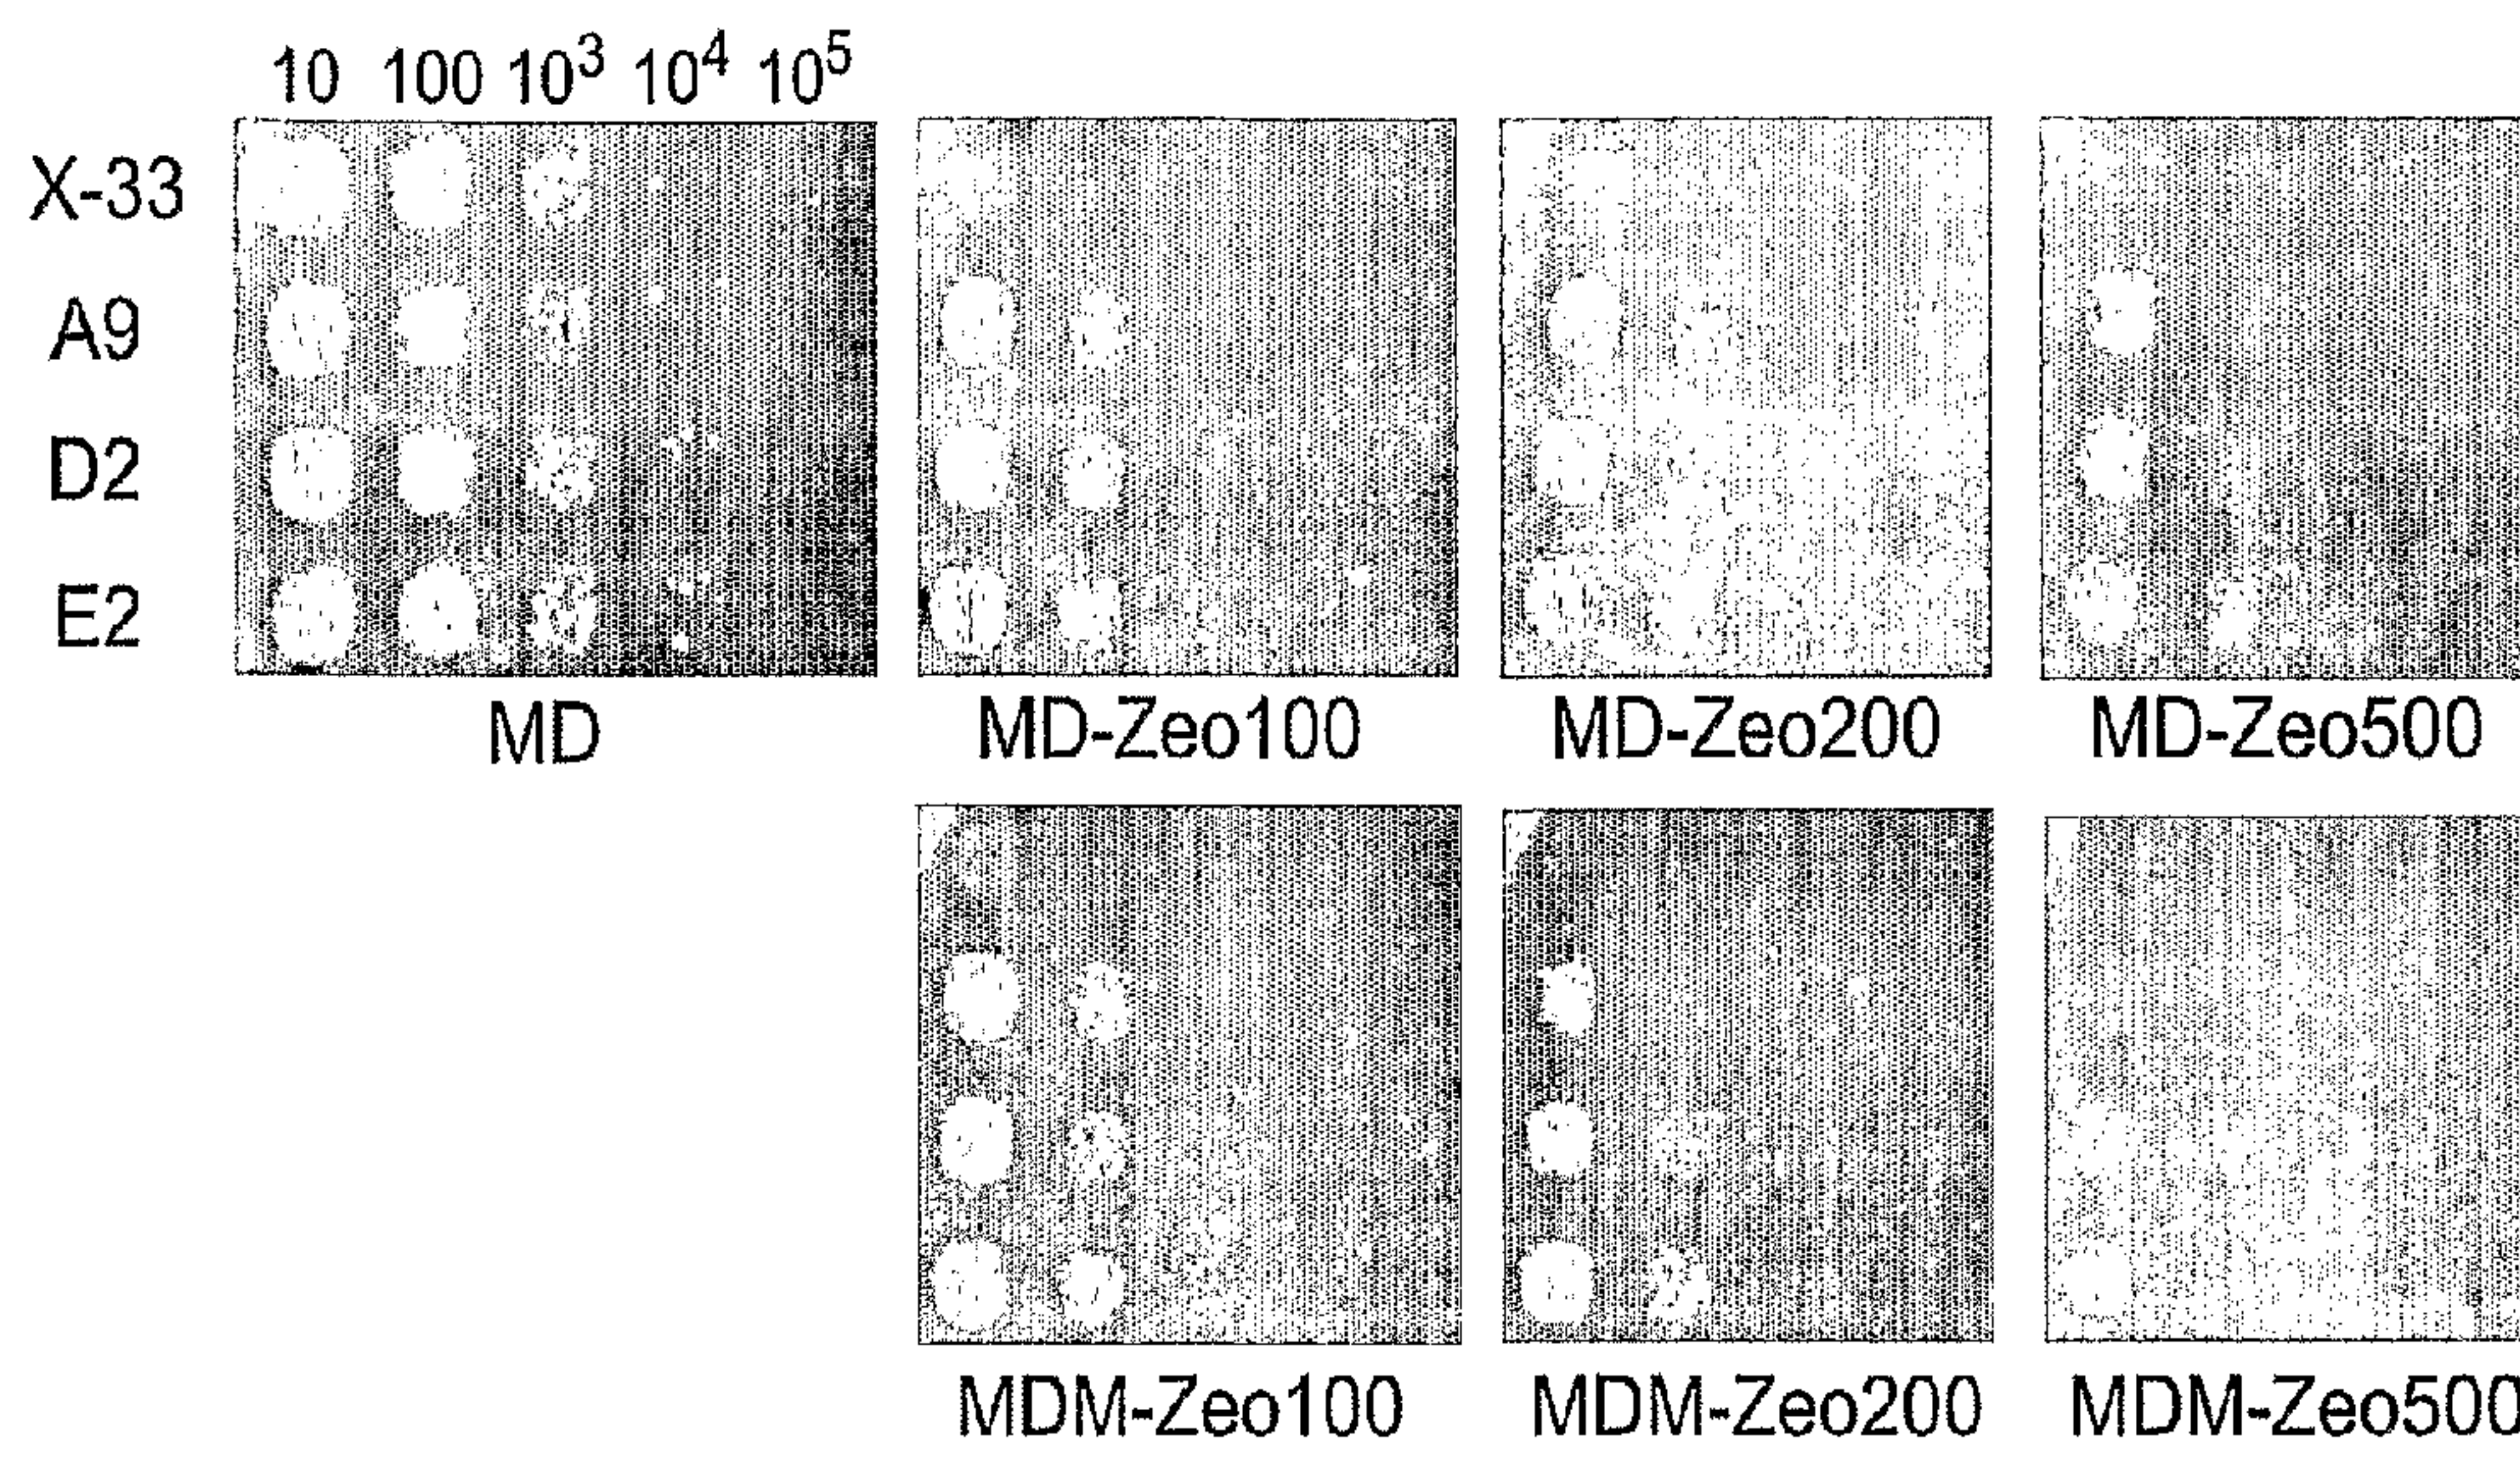 10 100 10³ 10⁴ 10⁵
X-33
A9
D2
E2
MD MD-Zeo100 MD-Zeo200 MD-Zeo500
MDM-Zeo100 MDM-Zeo200 MDM-Zeo500